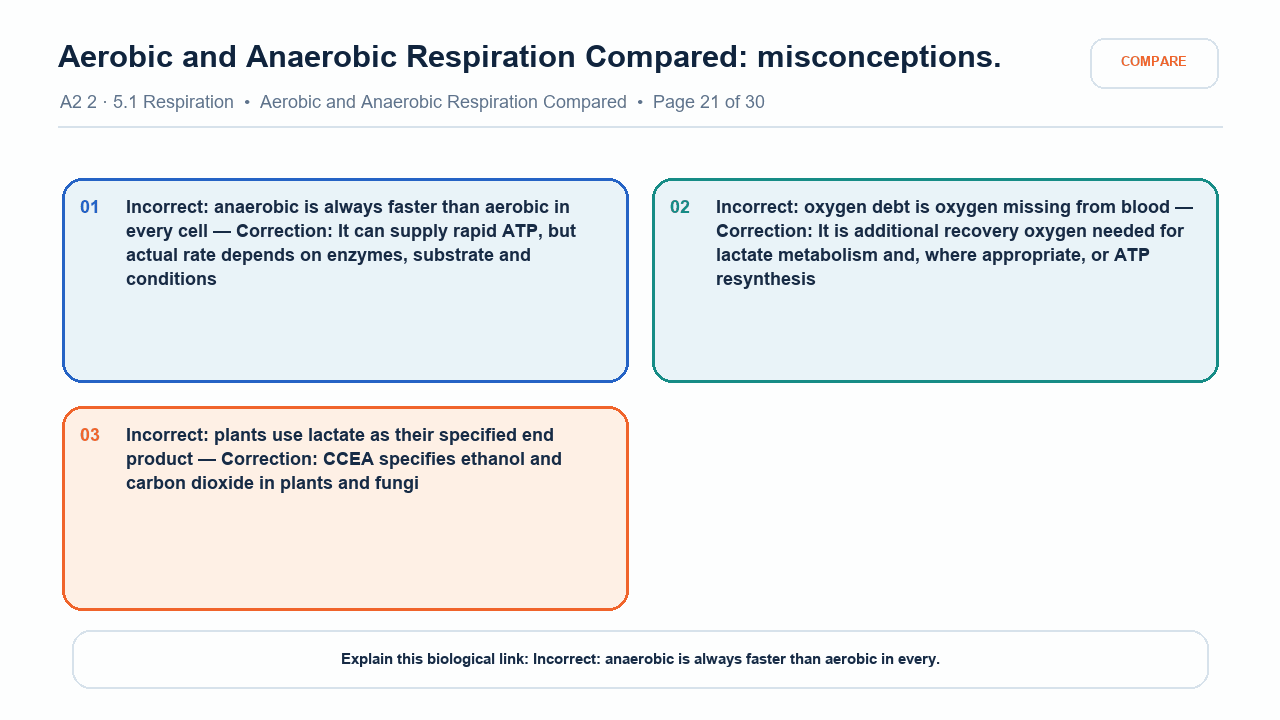 Aerobic and Anaerobic Respiration Compared: misconceptions.
COMPARE
A2 2 · 5.1 Respiration • Aerobic and Anaerobic Respiration Compared • Page 21 of 30
01
Incorrect: anaerobic is always faster than aerobic in
every cell — Correction: It can supply rapid ATP, but
actual rate depends on enzymes, substrate and
conditions
02
Incorrect: oxygen debt is oxygen missing from blood —
Correction: It is additional recovery oxygen needed for
lactate metabolism and, where appropriate, or ATP
resynthesis
03
Incorrect: plants use lactate as their specified end
product — Correction: CCEA specifies ethanol and
carbon dioxide in plants and fungi
Explain this biological link: Incorrect: anaerobic is always faster than aerobic in every.